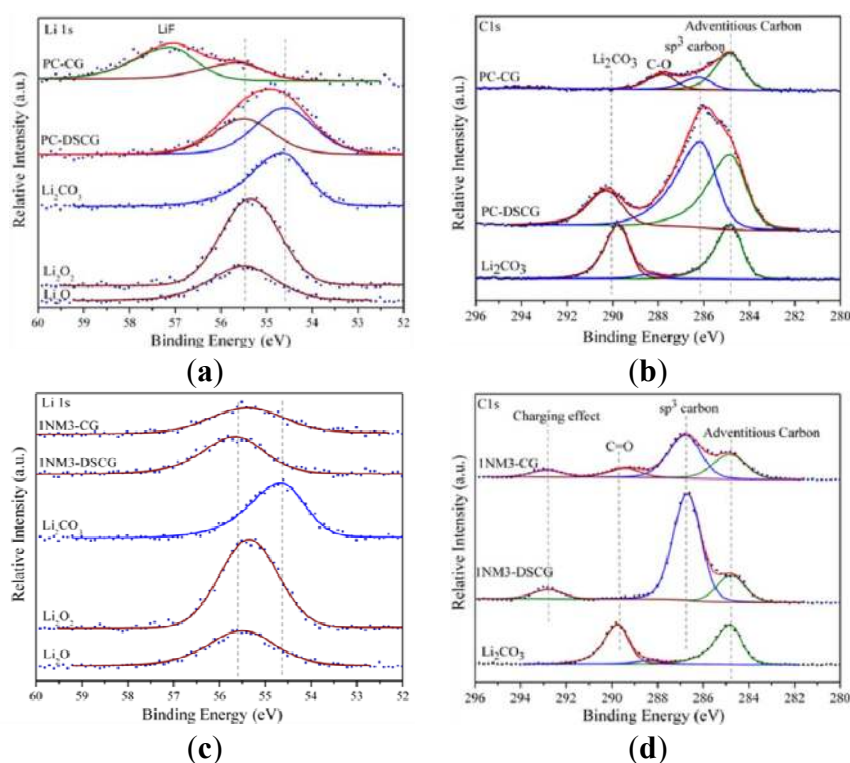 Li 1s
LiF
PC-CG
PC-DSCG
Li2CO3
Li2O2
Li2O
Relative Intensity (a.u.)
60 59 58 57 56 55 54 53 52
Binding Energy (eV)
(a)
C1s
Adventitious Carbon
sp3 carbon
Li2CO3
C-O
PC-CG
PC-DSCG
Li2CO3
Relative Intensity (a.u.)
296 294 292 290 288 286 284 282 280
Binding Energy (eV)
(b)
Li 1s
1NM3-CG
1NM3-DSCG
Li2CO3
Li2O2
Li2O
Relative Intensity (a.u.)
60 59 58 57 56 55 54 53 52
Binding Energy (eV)
(c)
C1s
sp3 carbon
Charging effect
C=O
Adventitious Carbon
1NM3-CG
1NM3-DSCG
Li2CO3
Relative Intensity (a.u.)
296 294 292 290 288 286 284 282 280
Binding Energy (eV)
(d)